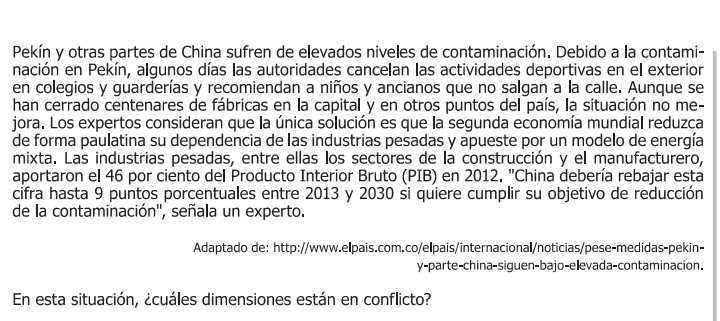 Pekín y otras partes de China sufren de elevados niveles de contaminación. Debido a la contami-
nación en Pekín, algunos días las autoridades cancelan las actividades deportivas en el exterior
en colegios y guarderías y recomiendan a niños y ancianos que no salgan a la calle. Aunque se
han cerrado centenares de fábricas en la capital y en otros puntos del país, la situación no me-
jora. Los expertos consideran que la única solución es que la segunda economía mundial reduzca
de forma paulatina su dependencia de las industrias pesadas y apueste por un modelo de energía
mixta. Las industrias pesadas, entre ellas los sectores de la construcción y el manufacturero,
aportaron el 46 por ciento del Producto Interior Bruto (PIB) en 2012. "China debería rebajar esta
cifra hasta 9 puntos porcentuales entre 2013 y 2030 si quiere cumplir su objetivo de reducción
de la contaminación", señala un experto.
Adaptado de: http://www.elpais.com.co/elpais/internacional/noticias/pese-medidas-pekin-
y-parte-china-siguen-bajo-elevada-contaminacion.
En esta situación, ¿cuáles dimensiones están en conflicto?